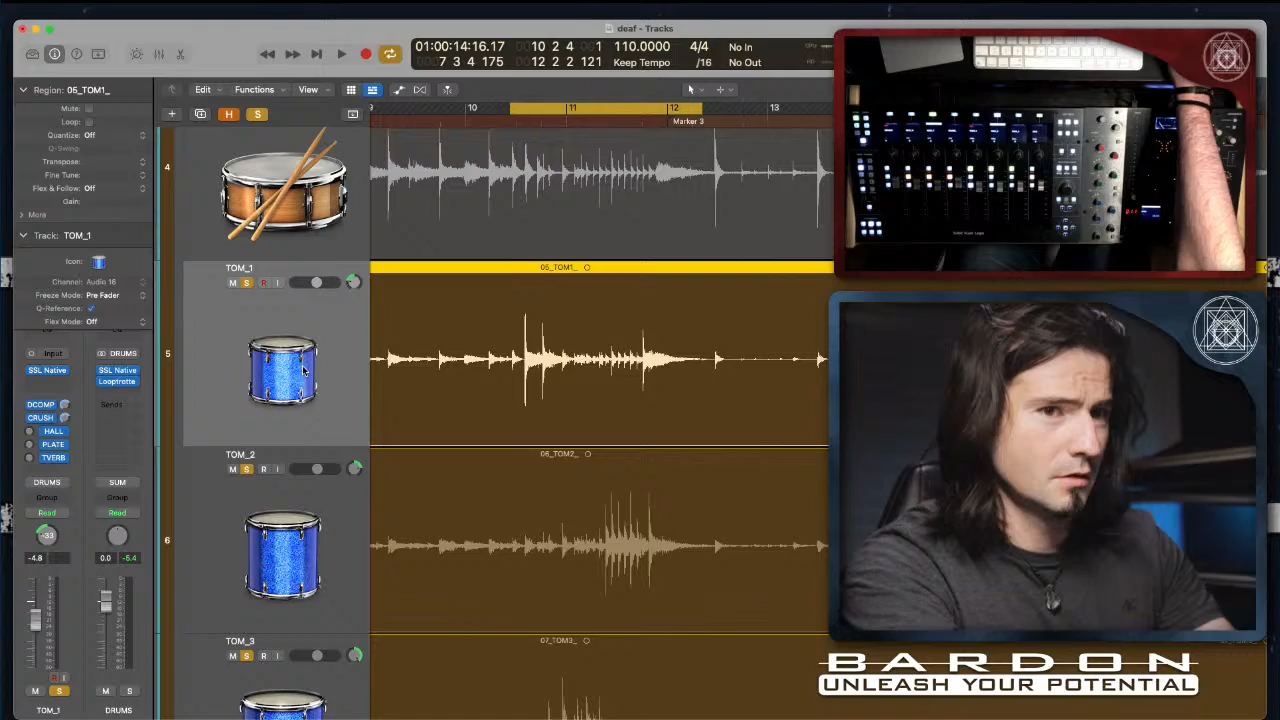 deaf - Tracks
01:00:14:16.17
10 2 4 1
110.0000
4/4
No In
7 3 4 175
12 2 2 121
Keep Tempo
/16
No Out
Region: 05_TOM1_
Edit
Functions
View
Mute:
Loop:
Quantize: Off
Q-Swing:
Transpose:
Fine Tune:
Flex & Follow: Off
Gain:
More
Track: TOM_1
Icon:
Channel: Audio 16
Freeze Mode: Pre Fader
Q-Reference:
Flex Mode: Off
H
S
9
10
11
12
13
Marker 3
4
TOM_1
M S R I
05_TOM1_
5
TOM_2
M S R I
06_TOM2_
6
TOM_3
M S R I
07_TOM3_
Input
DRUMS
SSL Native
SSL Native
Looptrotte
DCOMP
Sends
CRUSH
HALL
PLATE
TVERB
DRUMS
SUM
Group
Group
Read
Read
-33
-4.8
0.0
-5.4
R I
M S
M S
TOM_1
DRUMS
BARDON
UNLEASH YOUR POTENTIAL